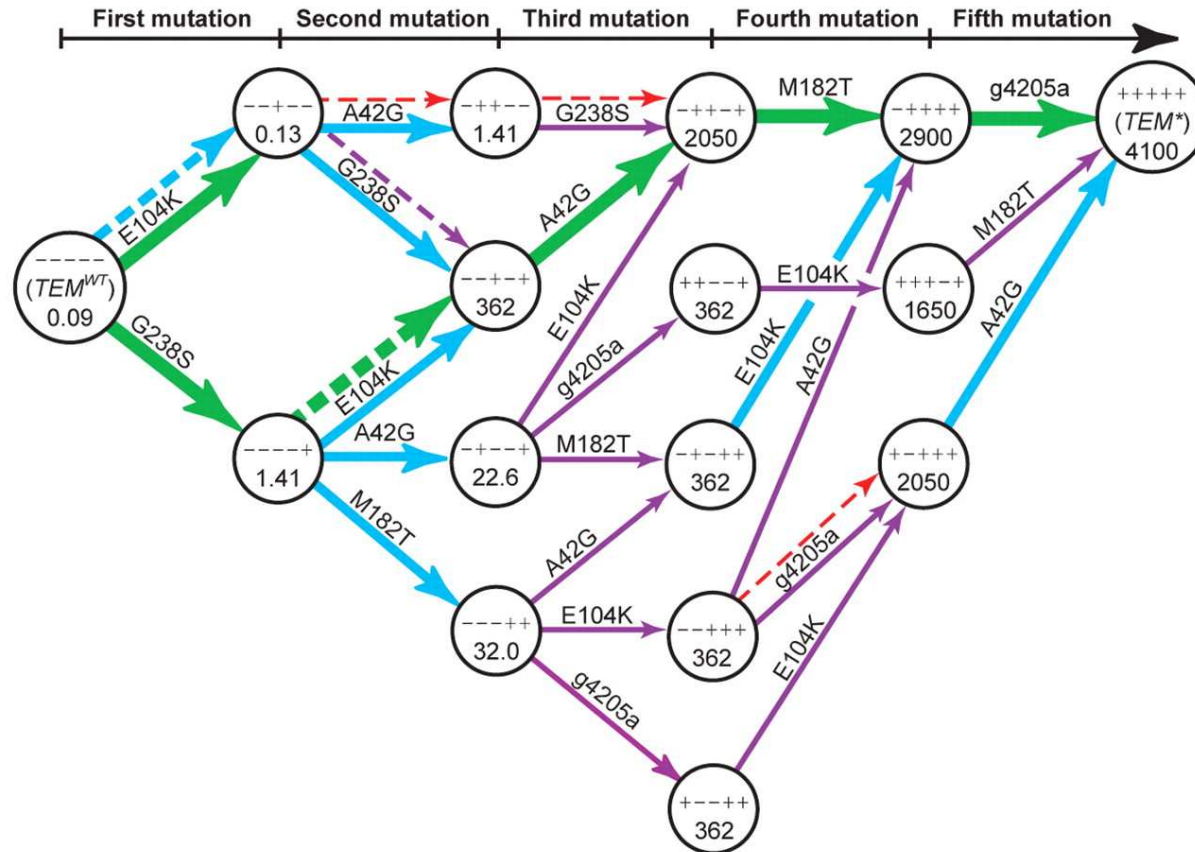 First mutation
Second mutation
Third mutation
Fourth mutation
Fifth mutation
−−+−−
0.13
A42G
−++−−
1.41
G238S
−++−+
2050
M182T
−++++
2900
g4205a
+++++
(TEM*)
4100
E104K
G238S
A42G
−−−−−
(TEM^WT)
0.09
−−+−+
362
E104K
++−−+
362
E104K
+++−+
1650
M182T
G238S
E104K
g4205a
E104K
A42G
A42G
−−−−+
1.41
A42G
−+−−+
22.6
M182T
−+−++
362
+−+++
2050
M182T
A42G
g4205a
−−−++
32.0
E104K
−−+++
362
E104K
g4205a
+−−++
362